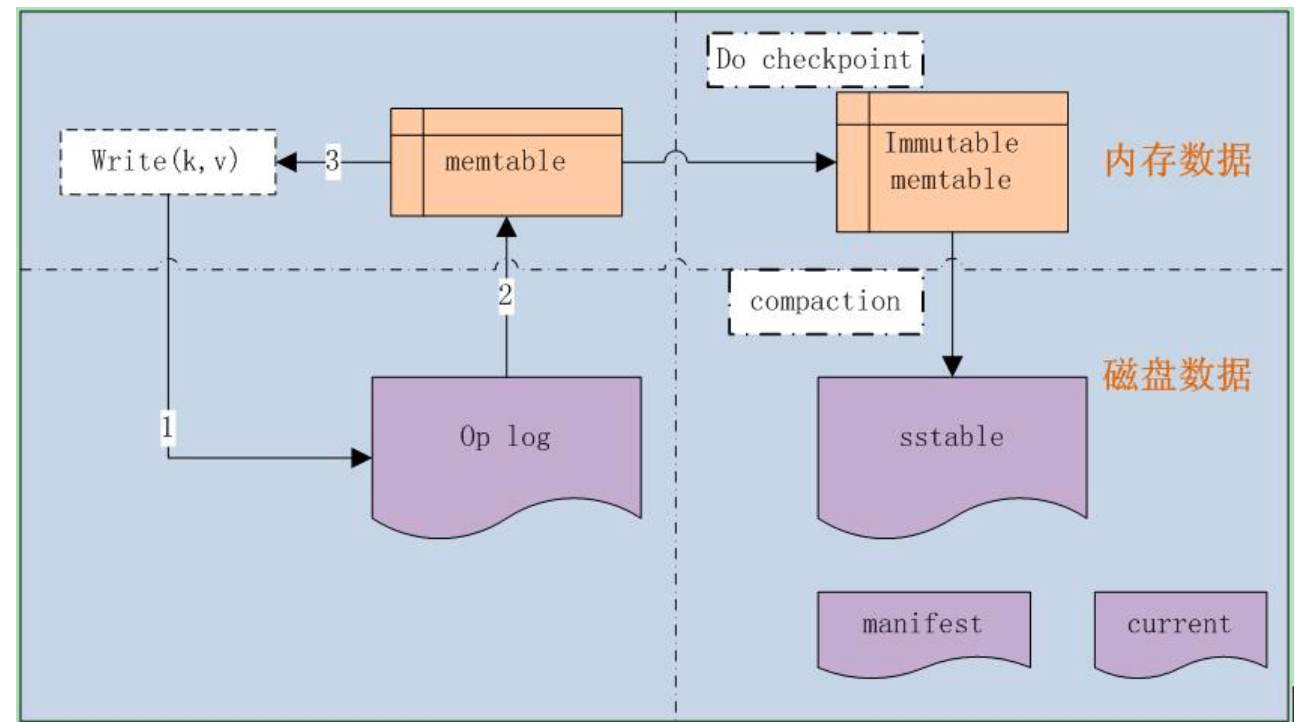 Do checkpoint
Write(k,v)
3
memtable
Immutable
memtable
内存数据
2
compaction
磁盘数据
1
Op log
sstable
manifest
current